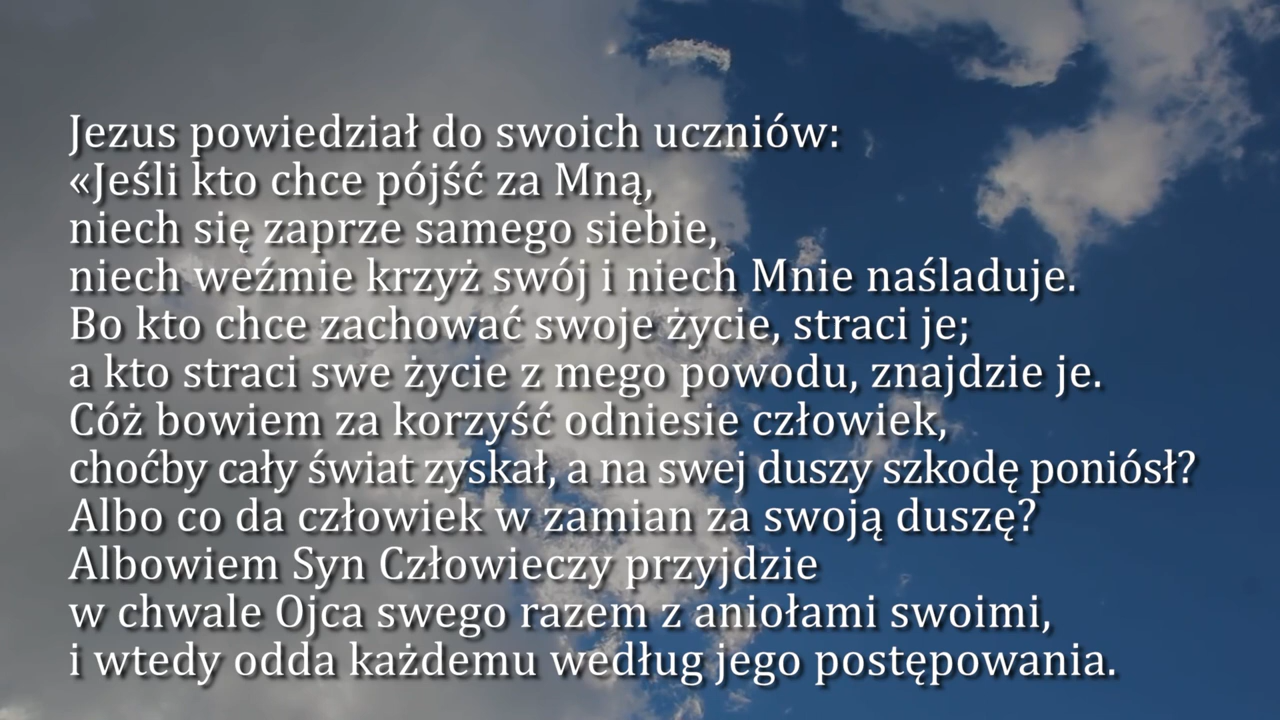 Jezus powiedział do swoich uczniów:
«Jeśli kto chce pójść za Mną,
niech się zaprze samego siebie,
niech weźmie krzyż swój i niech Mnie naśladuje.
Bo kto chce zachować swoje życie, straci je;
a kto straci swe życie z mego powodu, znajdzie je.
Cóż bowiem za korzyść odniesie człowiek,
choćby cały świat zyskał, a na swej duszy szkodę poniósł?
Albo co da człowiek w zamian za swoją duszę?
Albowiem Syn Człowieczy przyjdzie
w chwale Ojca swego razem z aniołami swoimi,
i wtedy odda każdemu według jego postępowania.